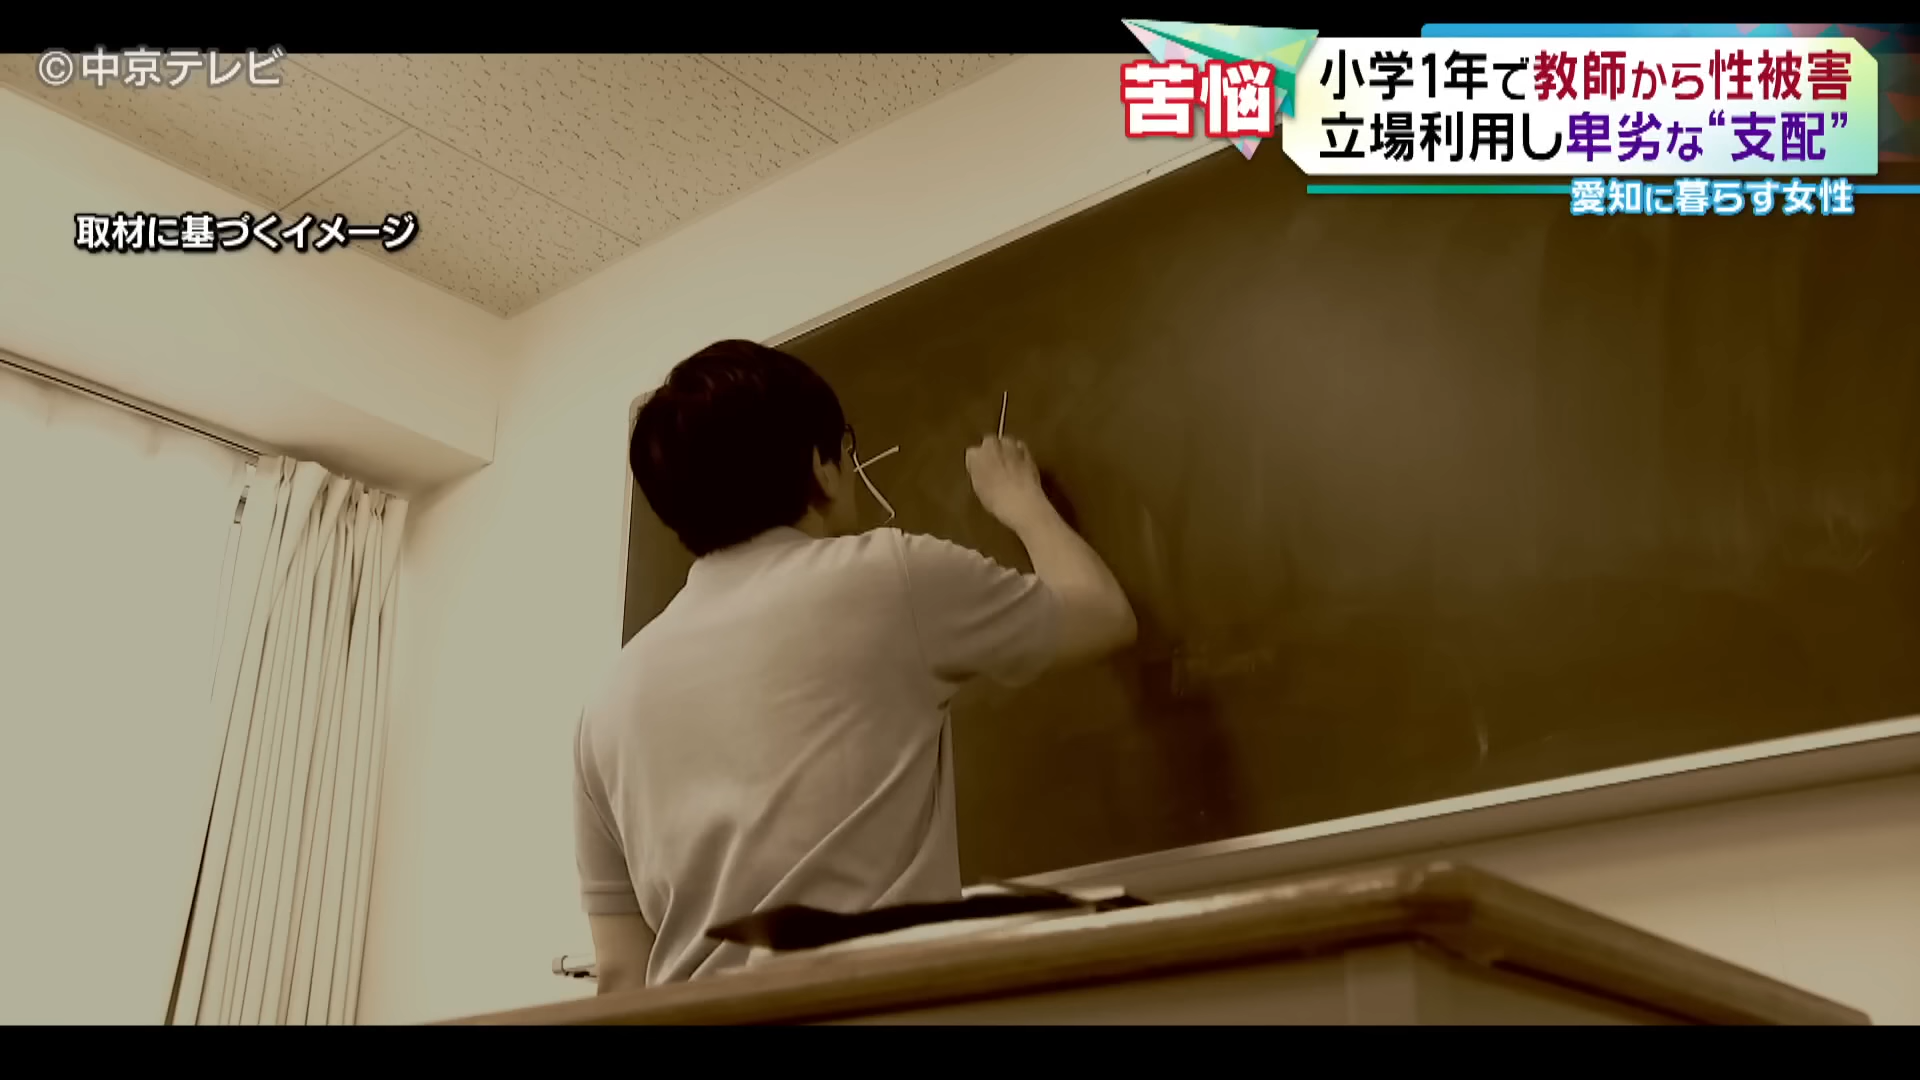 ©中京テレビ
苦悩
小学1年で教師から性被害
立場利用し卑劣な“支配”
愛知に暮らす女性
取材に基づくイメージ